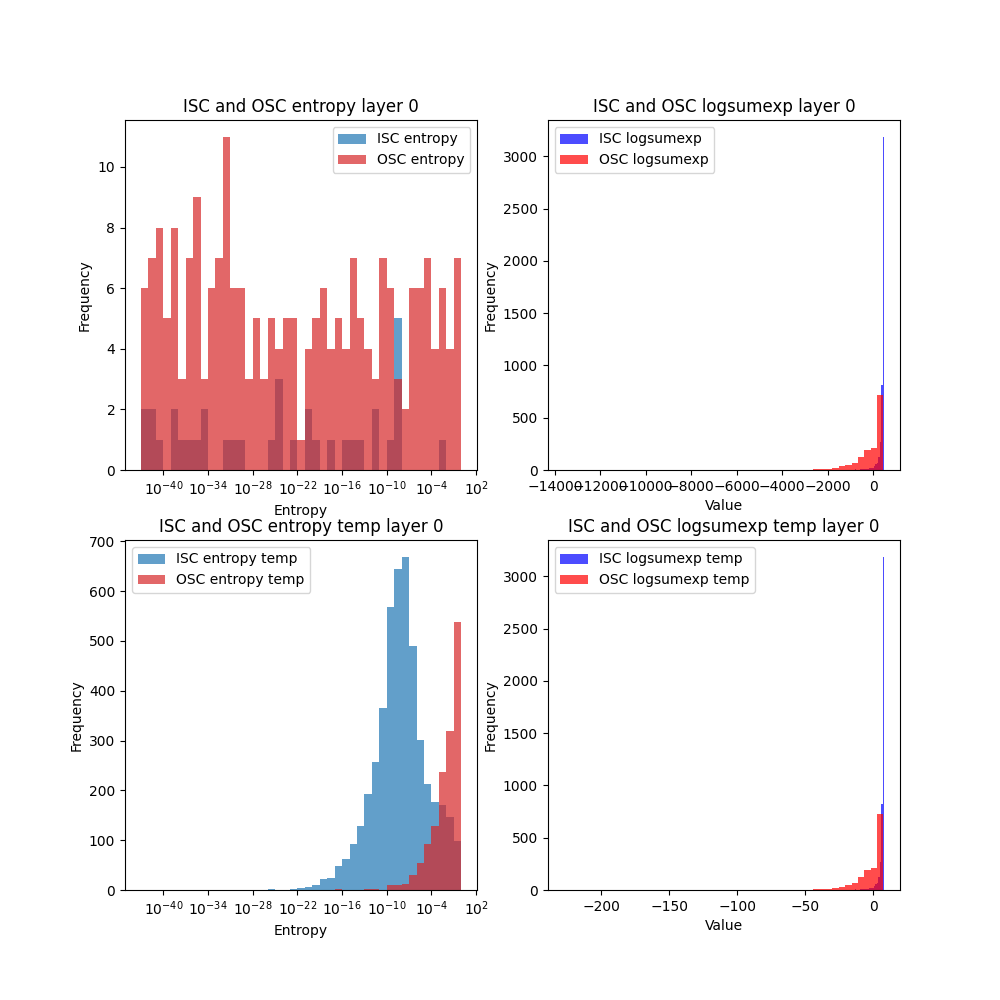 ISC and OSC entropy layer 0
ISC entropy
OSC entropy
Frequency
10
8
6
4
2
0
10⁻⁴⁰ 10⁻³⁴ 10⁻²⁸ 10⁻²² 10⁻¹⁶ 10⁻¹⁰ 10⁻⁴ 10²
Entropy
ISC and OSC logsumexp layer 0
ISC logsumexp
OSC logsumexp
Frequency
3000
2500
2000
1500
1000
500
0
−14000 −12000 −10000 −8000 −6000 −4000 −2000 0
Value
ISC and OSC entropy temp layer 0
ISC entropy temp
OSC entropy temp
Frequency
700
600
500
400
300
200
100
0
10⁻⁴⁰ 10⁻³⁴ 10⁻²⁸ 10⁻²² 10⁻¹⁶ 10⁻¹⁰ 10⁻⁴ 10²
Entropy
ISC and OSC logsumexp temp layer 0
ISC logsumexp temp
OSC logsumexp temp
Frequency
3000
2500
2000
1500
1000
500
0
−200 −150 −100 −50 0
Value